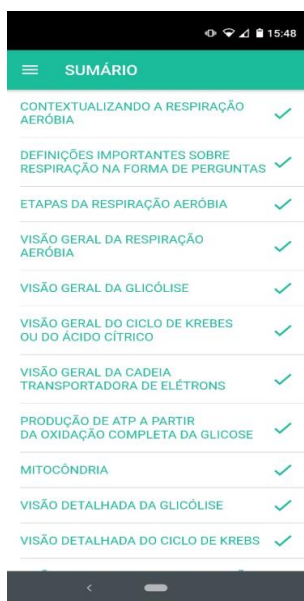 15:48
SUMÁRIO
CONTEXTUALIZANDO A RESPIRAÇÃO
AERÓBIA
DEFINIÇÕES IMPORTANTES SOBRE
RESPIRAÇÃO NA FORMA DE PERGUNTAS
ETAPAS DA RESPIRAÇÃO AERÓBIA
VISÃO GERAL DA RESPIRAÇÃO
AERÓBIA
VISÃO GERAL DA GLICÓLISE
VISÃO GERAL DO CICLO DE KREBES
OU DO ÁCIDO CÍTRICO
VISÃO GERAL DA CADEIA
TRANSPORTADORA DE ELÉTRONS
PRODUÇÃO DE ATP A PARTIR
DA OXIDAÇÃO COMPLETA DA GLICOSE
MITOCÔNDRIA
VISÃO DETALHADA DA GLICÓLISE
VISÃO DETALHADA DO CICLO DE KREBS